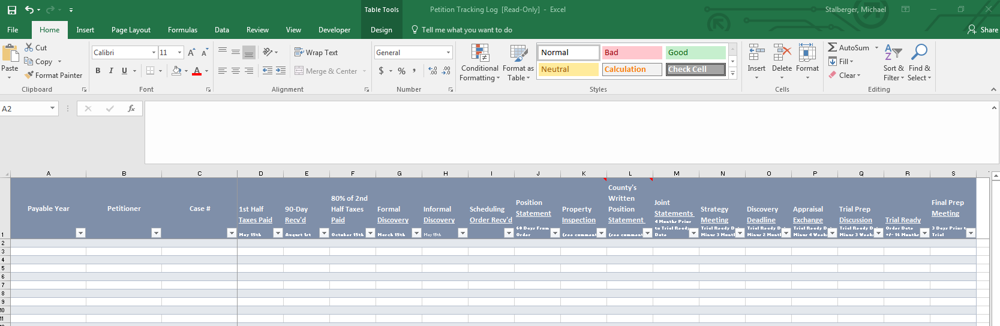 Table Tools
Petition Tracking Log [Read-Only] - Excel
Stalberger, Michael
File Home Insert Page Layout Formulas Data Review View Developer Design Tell me what you want to do Share
Cut
Copy
Format Painter
Paste
Clipboard
Calibri 11
B I U A
Font
Wrap Text
Merge & Center
Alignment
General
$ % ,
Number
Conditional
Formatting
Format as
Table
Normal Bad Good
Neutral Calculation Check Cell
Styles
Insert Delete Format
Cells
AutoSum
Fill
Clear
Sort &
Filter
Find &
Select
Editing
A2 fx
A B C D E F G H I J K L M N O P Q R S
Payable Year
Petitioner
Case #
1st Half
Taxes Paid
May 15th
90-Day
Recv'd
August 1st
80% of 2nd
Half Taxes
Paid
October 15th
Formal
Discovery
March 15th
Informal
Discovery
May 15th
Scheduling
Order Recv'd
Position
Statement
60 Days From
Order
Property
Inspection
(see comment
County's
Written
Position
Statement
(see comment
Joint
Statements
4 Months Prior
to Trial Ready
Date
Strategy
Meeting
Trial Ready D
Minus 3 Month
Discovery
Deadline
Trial Ready D
Minus 2 Month
Appraisal
Exchange
Trial Ready D
Minus 4 Weeks
Trial Prep
Discussion
Trial Ready D
Minus 3 Weeks
Trial Ready
Order Date
+/- 16 Months
Final Prep
Meeting
3 Days Prior t
Trial
1
2
3
4
5
6
7
8
9
10
11